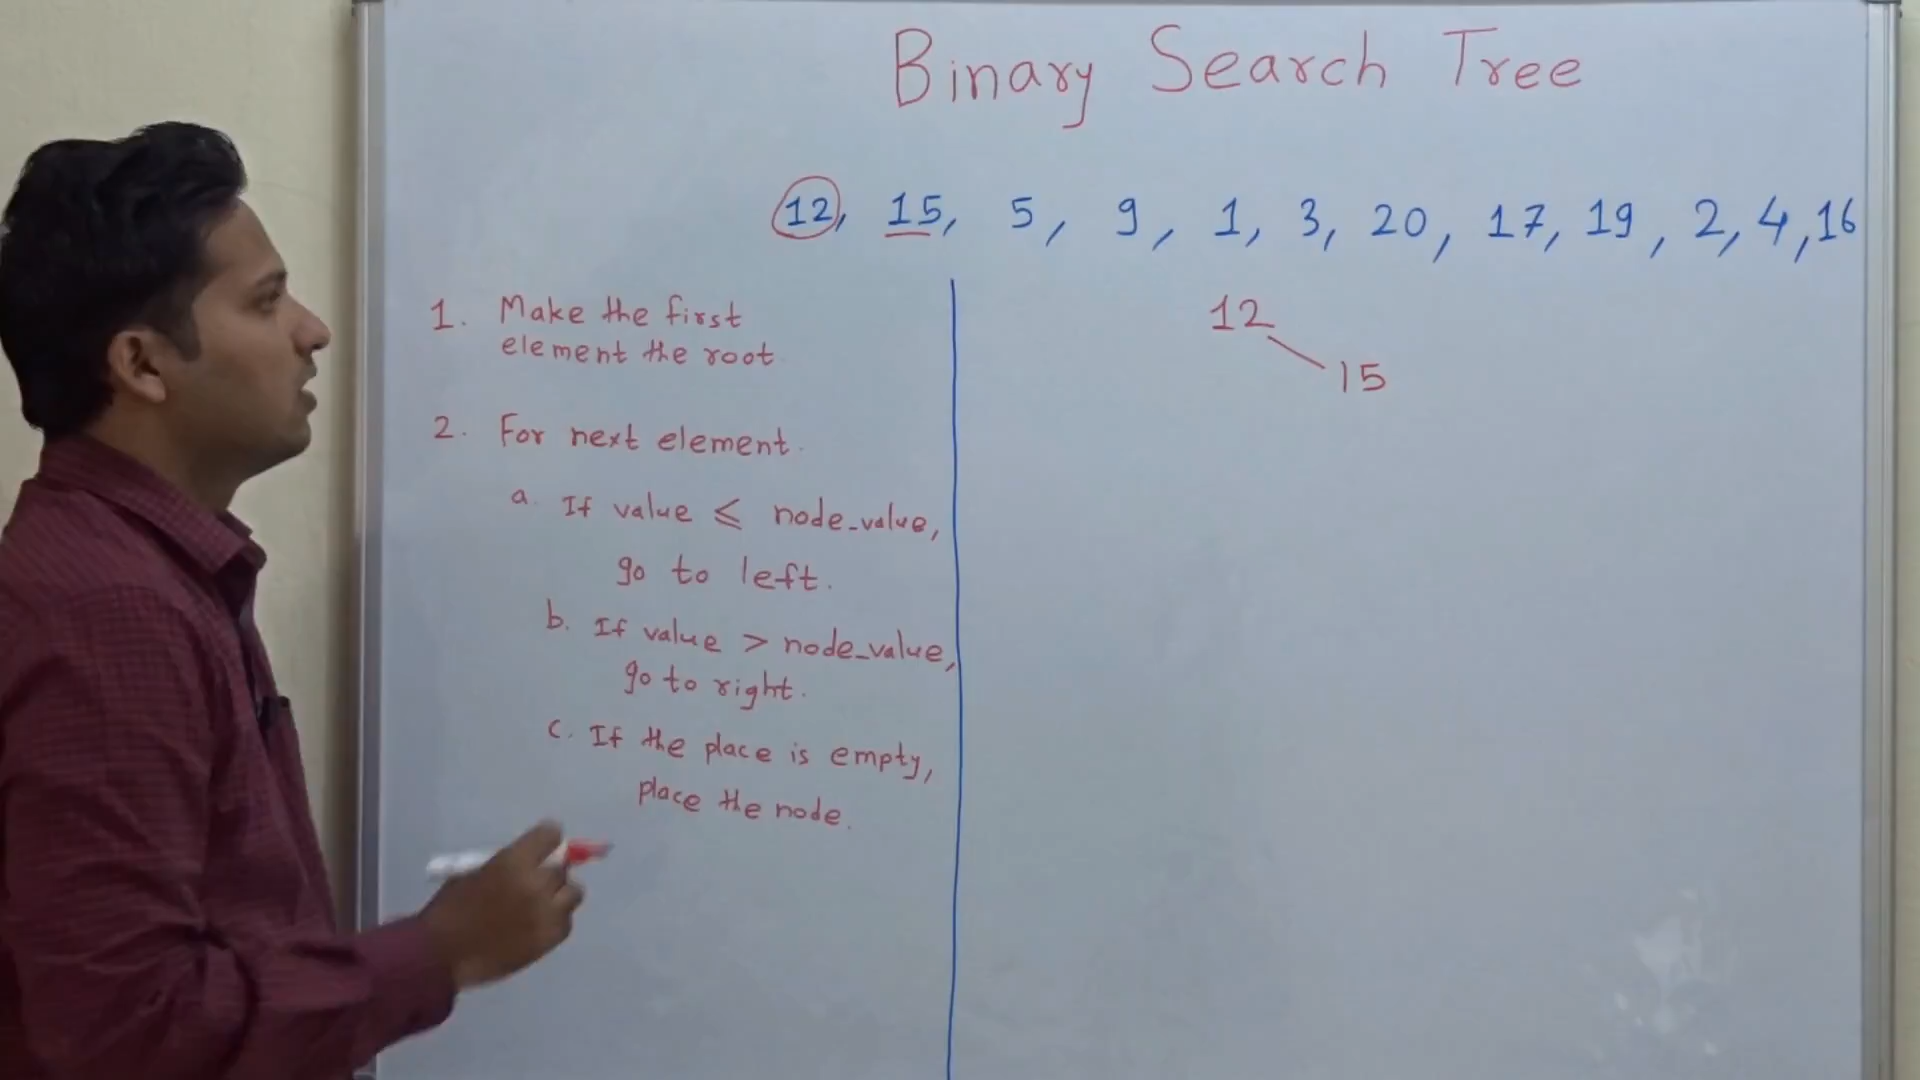 Binary Search Tree
12, 15, 5, 9, 1, 3, 20, 17, 19, 2, 4, 16
1. Make the first
element the root
2. For next element.
a. If value ⩽ node_value,
go to left.
b. If value > node_value,
go to right.
c. If the place is empty,
place the node.
12
15